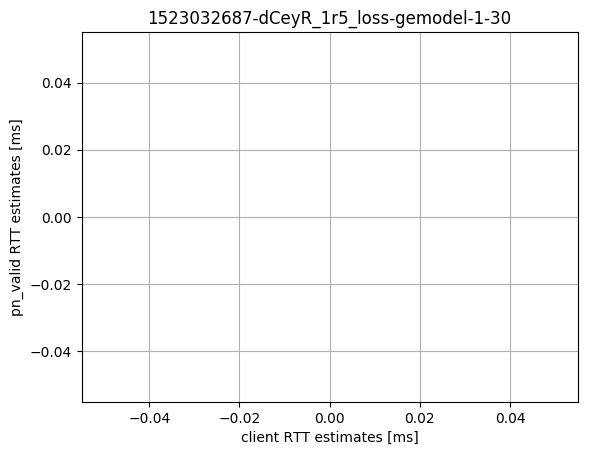 1523032687-dCeyR_1r5_loss-gemodel-1-30
pn_valid RTT estimates [ms]
0.04
0.02
0.00
−0.02
−0.04
−0.04 −0.02 0.00 0.02 0.04
client RTT estimates [ms]